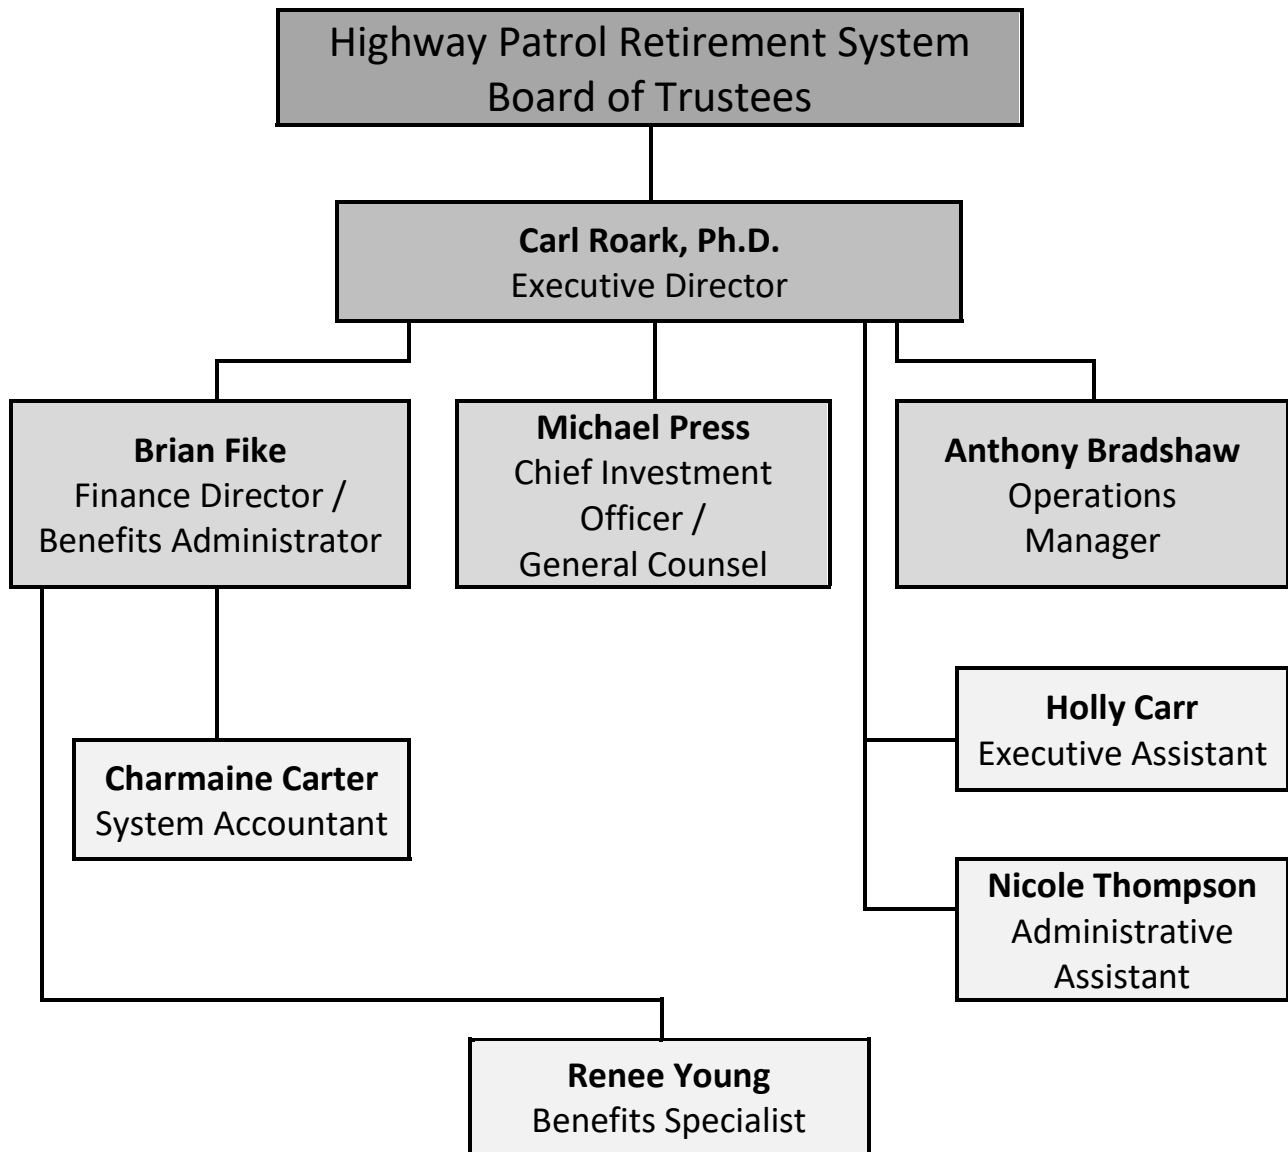 Highway Patrol Retirement System
Board of Trustees
Carl Roark, Ph.D.
Executive Director
Brian Fike
Finance Director /
Benefits Administrator
Michael Press
Chief Investment
Officer /
General Counsel
Anthony Bradshaw
Operations
Manager
Holly Carr
Executive Assistant
Charmaine Carter
System Accountant
Nicole Thompson
Administrative
Assistant
Renee Young
Benefits Specialist